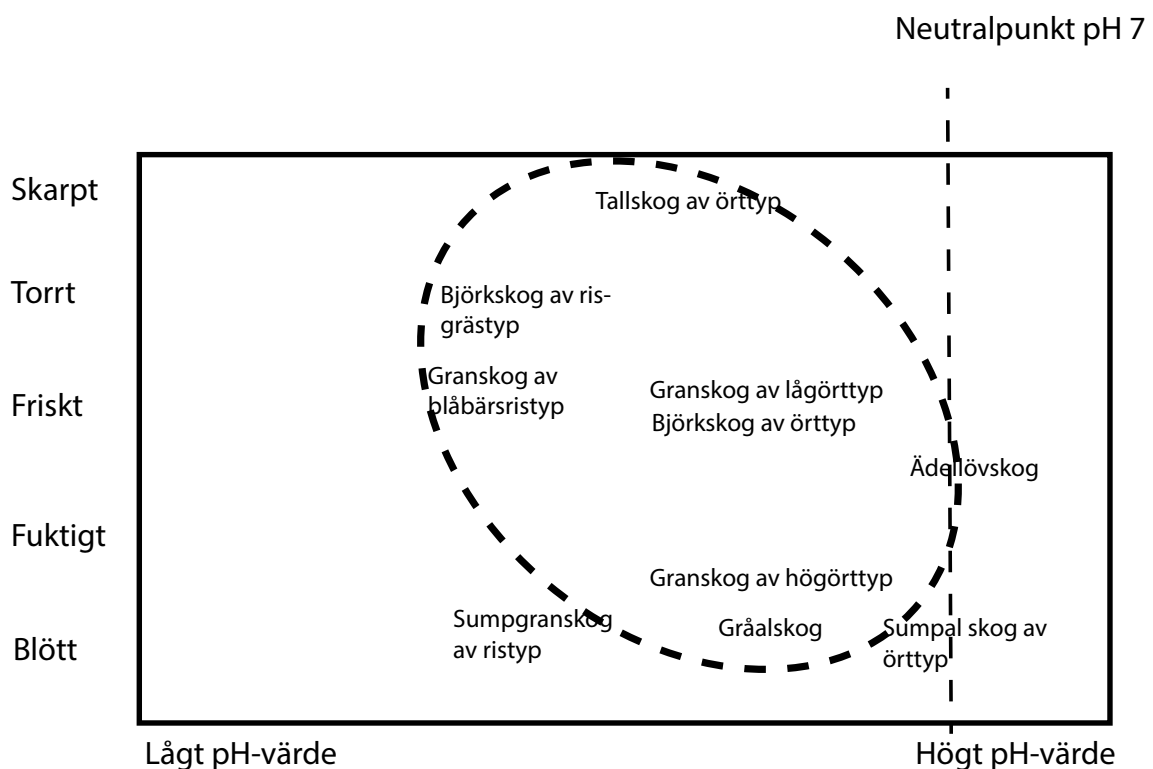 Neutralpunkt pH 7
Skarpt
Tallskog av örttyp
Torrt
Björkskog av ris-
grästyp
Granskog av
blåbärsristyp
Friskt
Granskog av lågörttyp
Björkskog av örttyp
Ädellövskog
Fuktigt
Granskog av högörttyp
Sumpgranskog
av ristyp
Gråalskog
Sumpal skog av
örttyp
Blött
Lågt pH-värde
Högt pH-värde